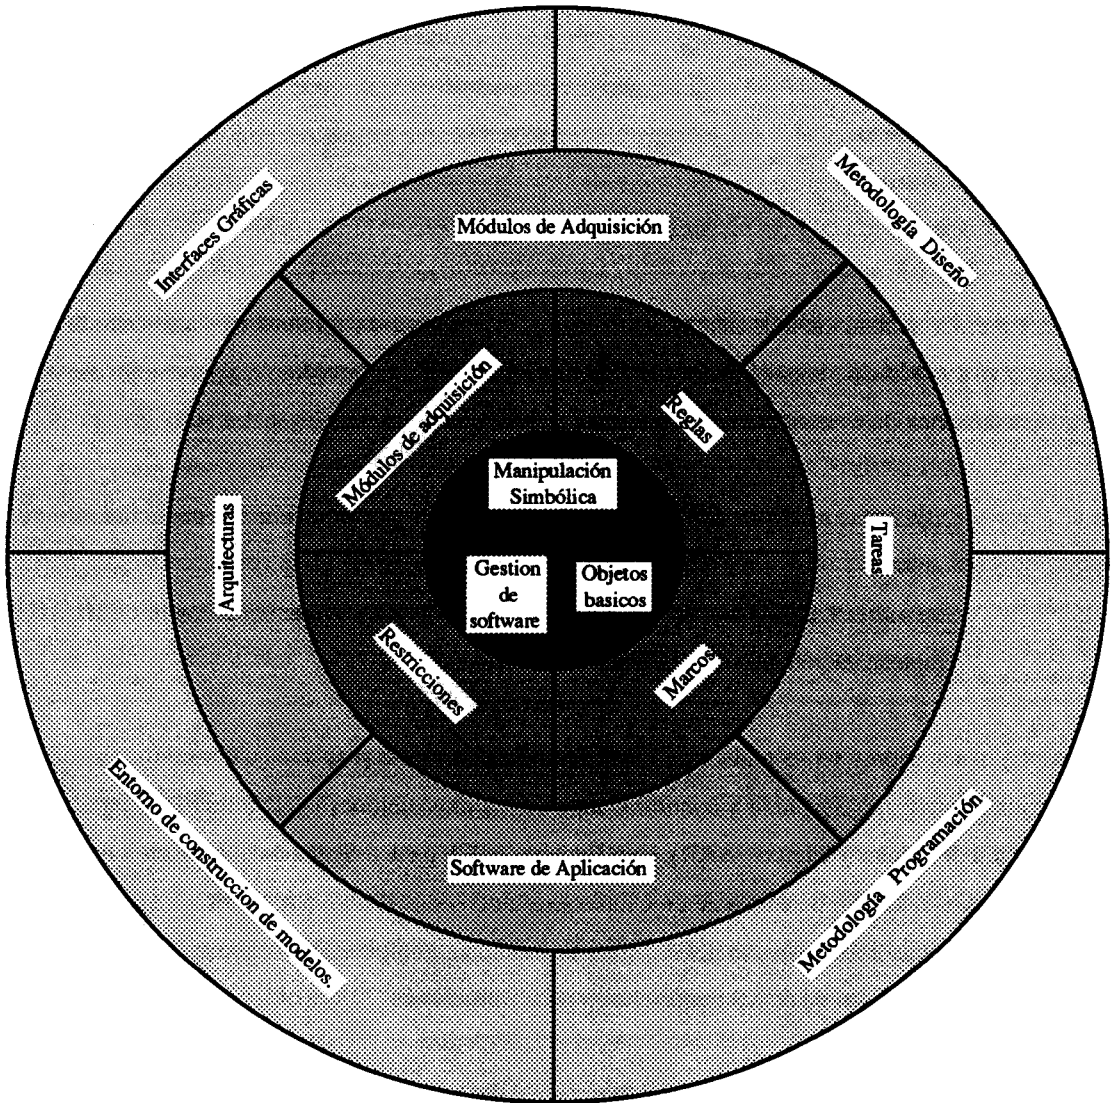 Metodología Diseño
Interfaces Gráficas
Módulos de Adquisición
Módulos de adquisición
Reglas
Manipulación
Simbólica
Arquitecturas
Tareas
Gestion
de
software
Objetos
basicos
Restricciones
Marcos
Entorno de construccion de modelos.
Metodología Programación
Software de Aplicación